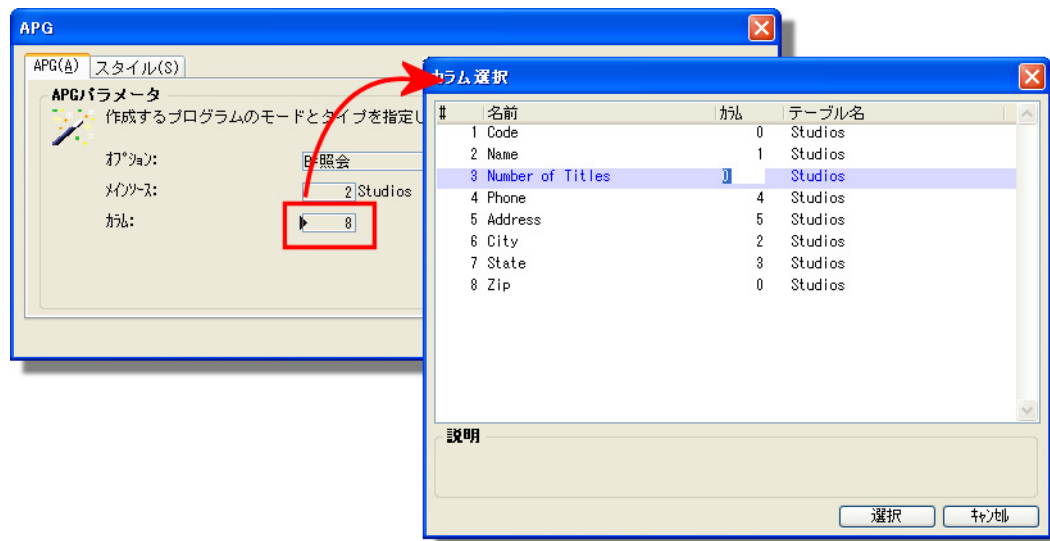 APG
APG(A) スタイル(S)
APGパラメータ
作成するプログラムのモードとタイプを指定し
ｵﾌﾟｼｮﾝ:
B=照会
ﾒｲﾝｿｰｽ: 2 Studios
ｶﾗﾑ: 8
ｶﾗﾑ選択
# 名前 ｶﾗﾑ テーブル名
1 Code 0 Studios
2 Name 1 Studios
3 Number of Titles 0 Studios
4 Phone 4 Studios
5 Address 5 Studios
6 City 2 Studios
7 State 3 Studios
8 Zip 0 Studios
説明
選択 ｷｬﾝｾﾙ